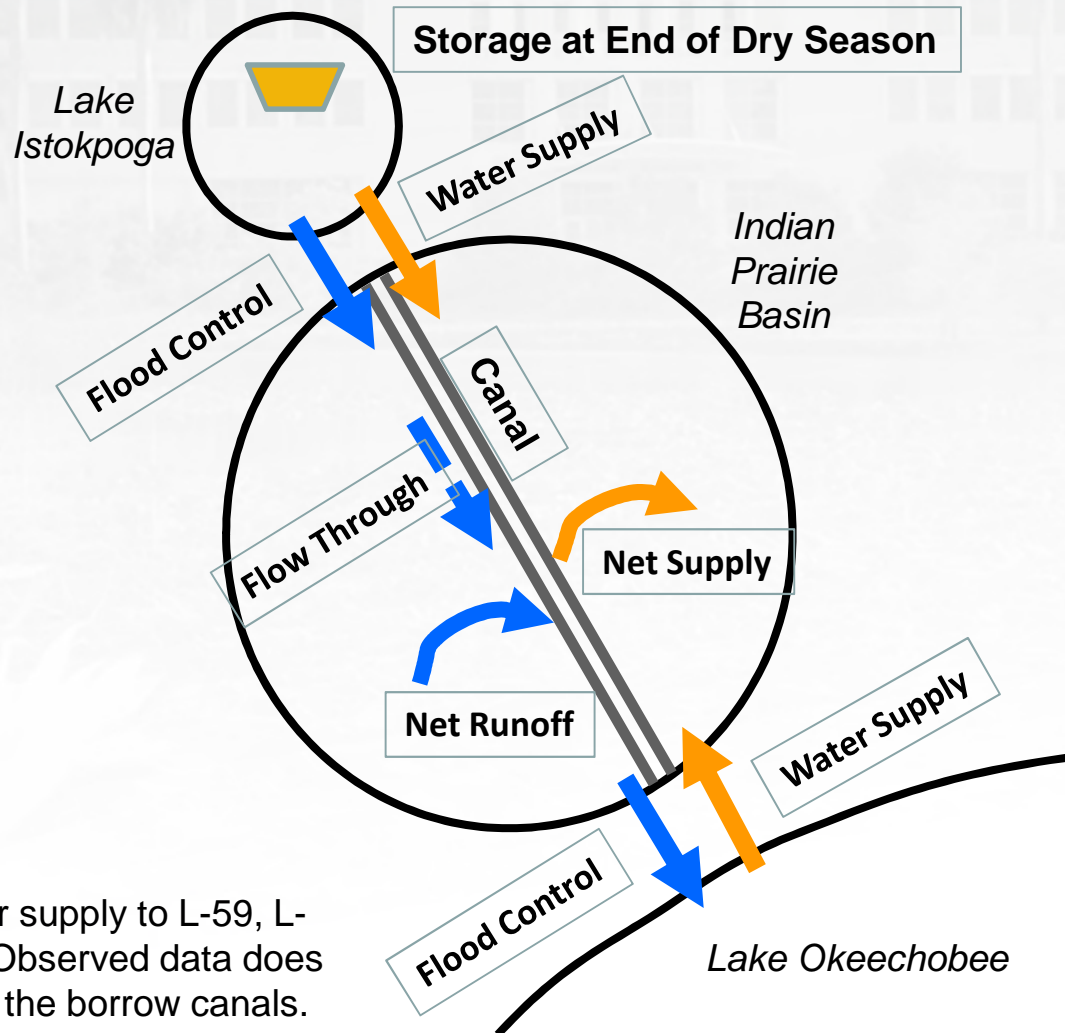 Storage at End of Dry Season
Lake
Istokpoga
Water Supply
Indian
Prairie
Basin
Flood Control
Canal
Flow Through
Net Supply
Net Runoff
Water Supply
Flood Control
Lake Okeechobee
r supply to L-59, L-
Observed data does
the borrow canals.